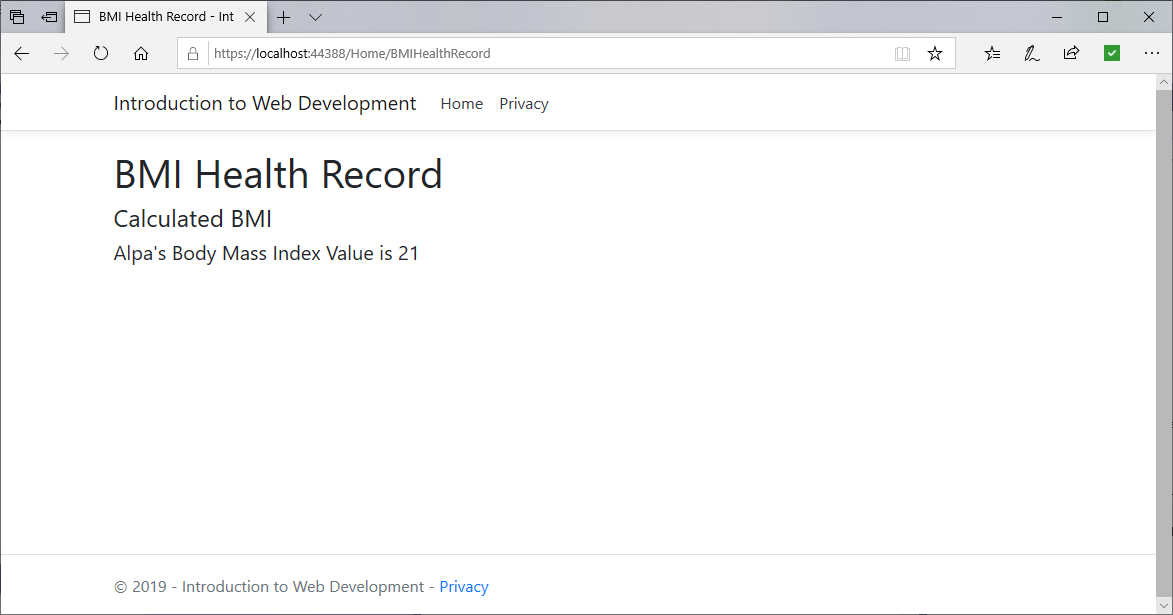 BMI Health Record - Int
https://localhost:44388/Home/BMIHealthRecord
Introduction to Web Development Home Privacy
BMI Health Record
Calculated BMI
Alpa's Body Mass Index Value is 21
© 2019 - Introduction to Web Development - Privacy